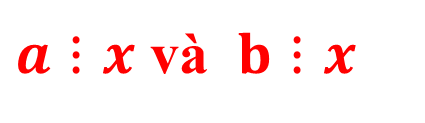 a ⋮ x và b ⋮ x